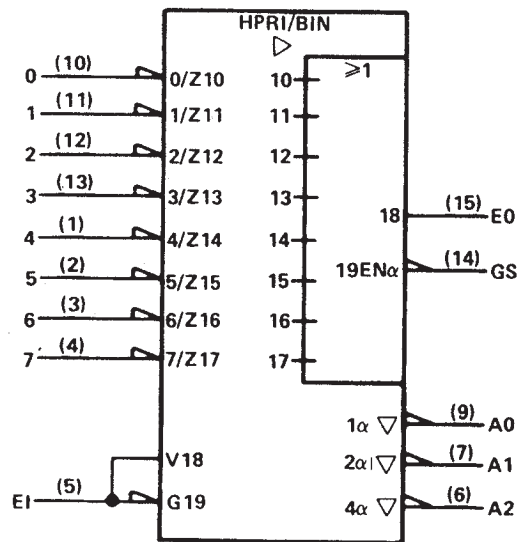 HPRI/BIN
▷
≥1
0 (10) 0/Z10 10
1 (11) 1/Z11 11
2 (12) 2/Z12 12
3 (13) 3/Z13 13
18 (15) E0
4 (1) 4/Z14 14
19ENα (14) GS
5 (2) 5/Z15 15
6 (3) 6/Z16 16
7 (4) 7/Z17 17
1α ▽ (9) A0
V18 2α ▽ (7) A1
EI (5) G19 4α ▽ (6) A2